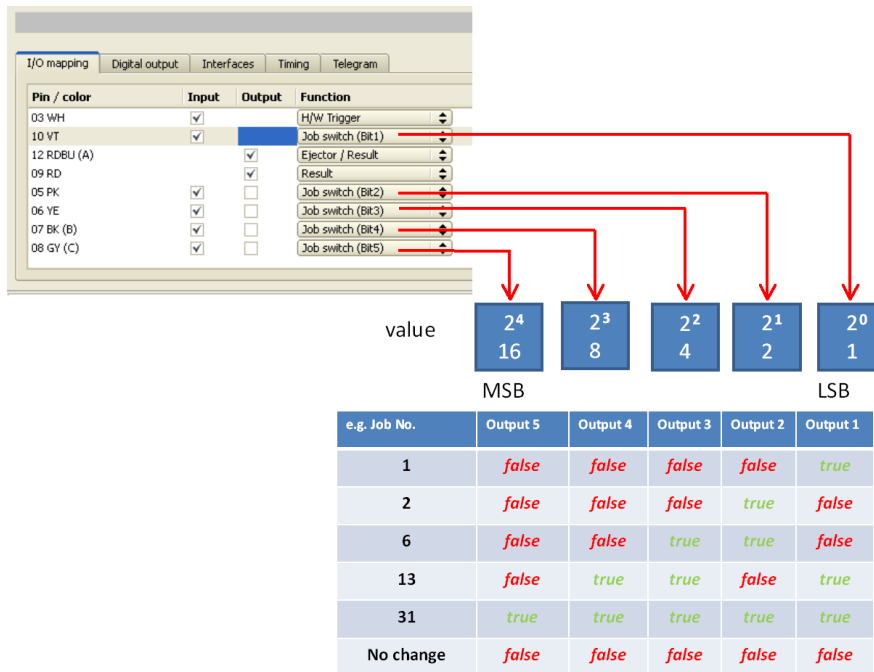 I/O mapping Digital output Interfaces Timing Telegram
Pin / color Input Output Function
03 WH H/W Trigger
10 VT Job switch (Bit1)
12 RDBU (A) Ejector / Result
09 RD Result
05 PK Job switch (Bit2)
06 YE Job switch (Bit3)
07 BK (B) Job switch (Bit4)
08 GY (C) Job switch (Bit5)
value 2⁴ 2³ 2² 2¹ 2⁰
16 8 4 2 1
MSB LSB
e.g. Job No. Output 5 Output 4 Output 3 Output 2 Output 1
1 false false false false true
2 false false false true false
6 false false true true false
13 false true true false true
31 true true true true true
No change false false false false false